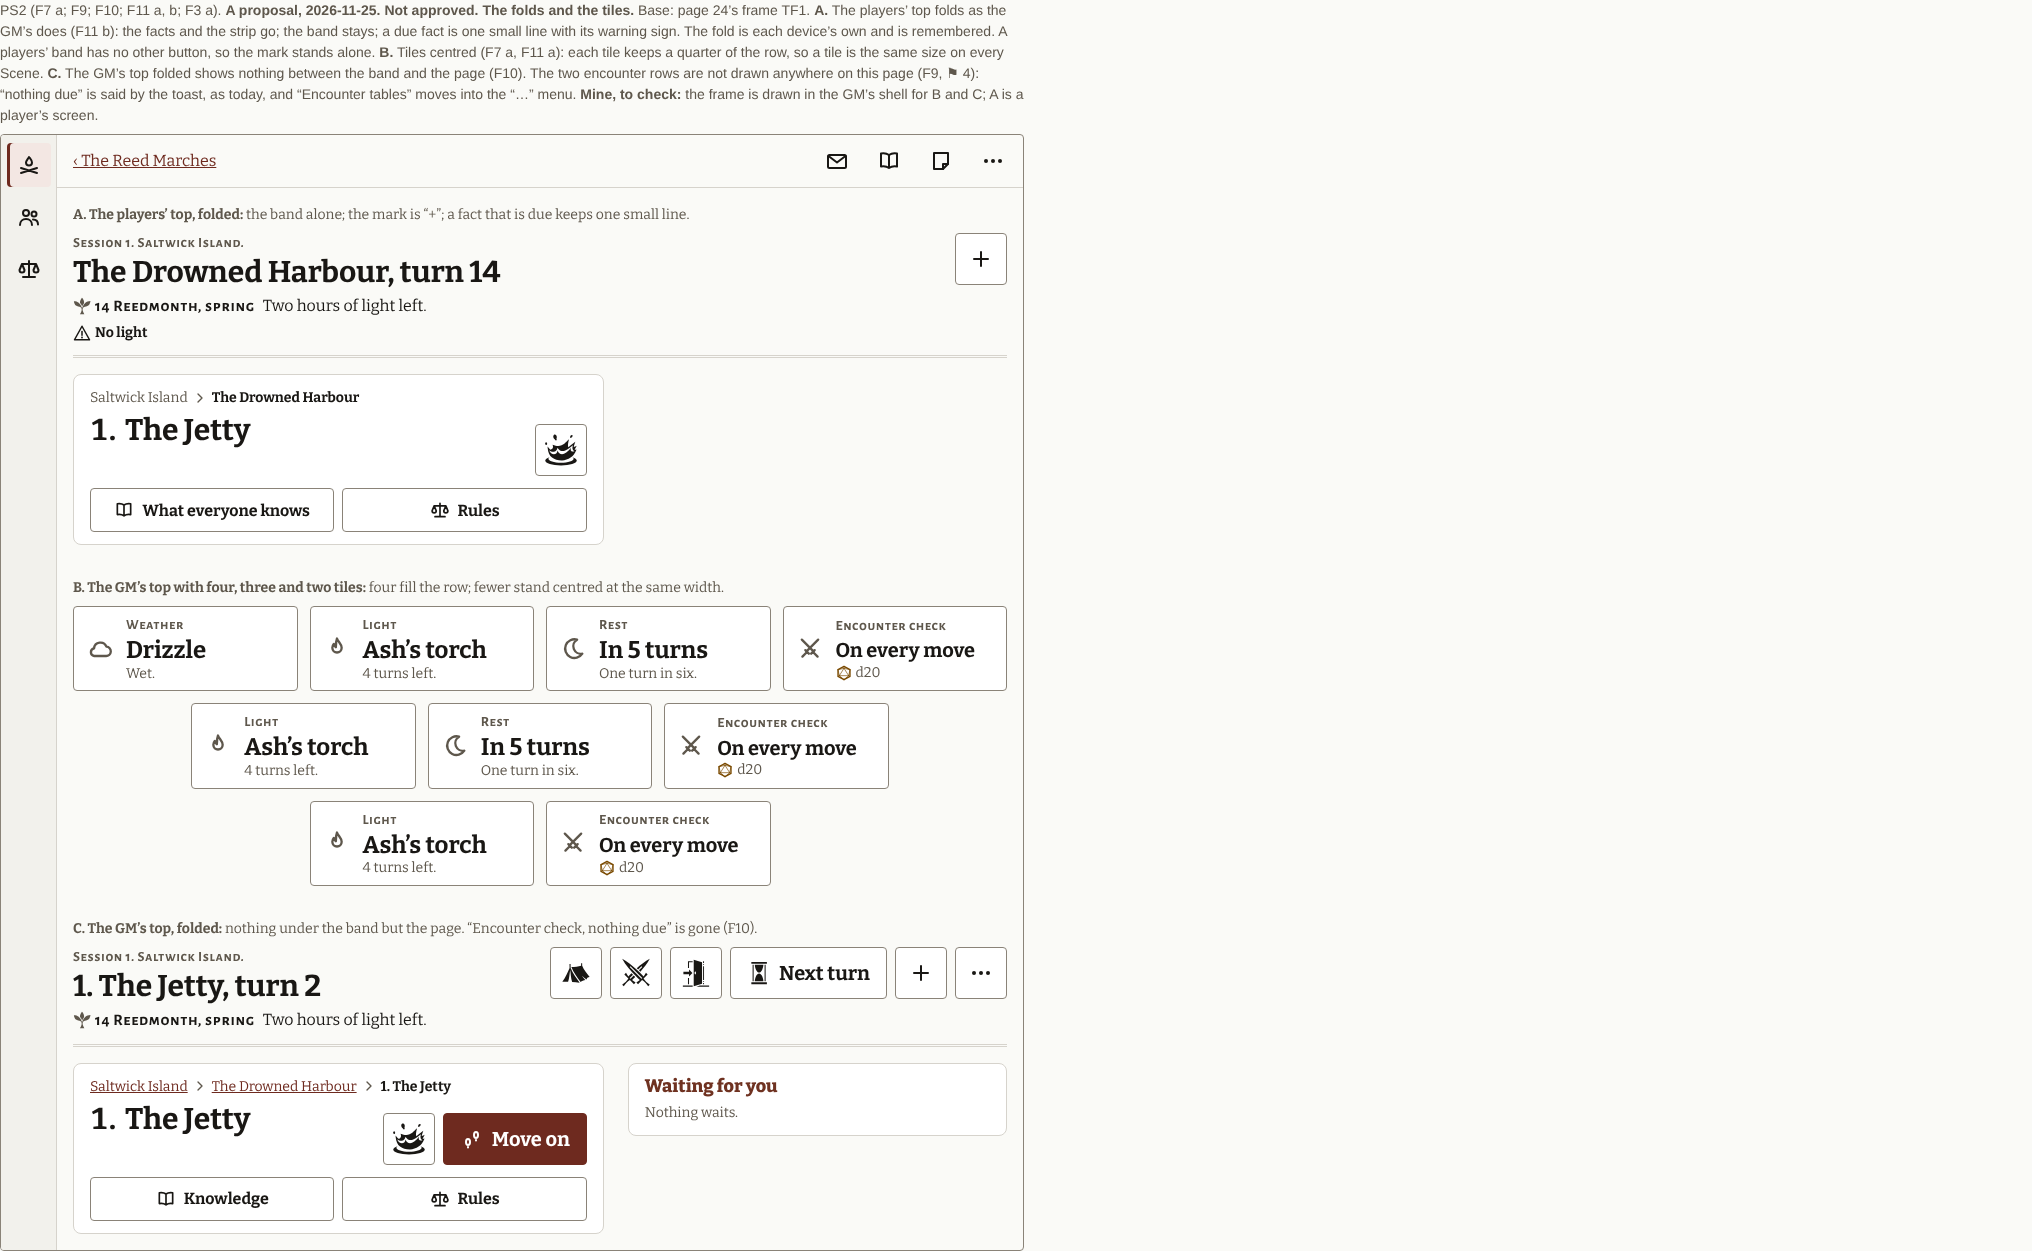 PS2 (F7 a; F9; F10; F11 a, b; F3 a). A proposal, 2026-11-25. Not approved. The folds and the tiles. Base: page 24’s frame TF1. A. The players’ top folds as the
GM’s does (F11 b): the facts and the strip go; the band stays; a due fact is one small line with its warning sign. The fold is each device’s own and is remembered. A
players’ band has no other button, so the mark stands alone. B. Tiles centred (F7 a, F11 a): each tile keeps a quarter of the row, so a tile is the same size on every
Scene. C. The GM’s top folded shows nothing between the band and the page (F10). The two encounter rows are not drawn anywhere on this page (F9, ⚑ 4):
“nothing due” is said by the toast, as today, and “Encounter tables” moves into the “…” menu. Mine, to check: the frame is drawn in the GM’s shell for B and C; A is a
player’s screen.
‹ The Reed Marches
A. The players’ top, folded: the band alone; the mark is “+”; a fact that is due keeps one small line.
Session 1. Saltwick Island.
The Drowned Harbour, turn 14
14 Reedmonth, spring Two hours of light left.
No light
Saltwick Island > The Drowned Harbour
1. The Jetty
What everyone knows
Rules
B. The GM’s top with four, three and two tiles: four fill the row; fewer stand centred at the same width.
Weather
Drizzle
Wet.
Light
Ash’s torch
4 turns left.
Rest
In 5 turns
One turn in six.
Encounter check
On every move
d20
Light
Ash’s torch
4 turns left.
Rest
In 5 turns
One turn in six.
Encounter check
On every move
d20
Light
Ash’s torch
4 turns left.
Encounter check
On every move
d20
C. The GM’s top, folded: nothing under the band but the page. “Encounter check, nothing due” is gone (F10).
Session 1. Saltwick Island.
1. The Jetty, turn 2
Next turn
14 Reedmonth, spring Two hours of light left.
Saltwick Island > The Drowned Harbour > 1. The Jetty
1. The Jetty
Move on
Knowledge
Rules
Waiting for you
Nothing waits.